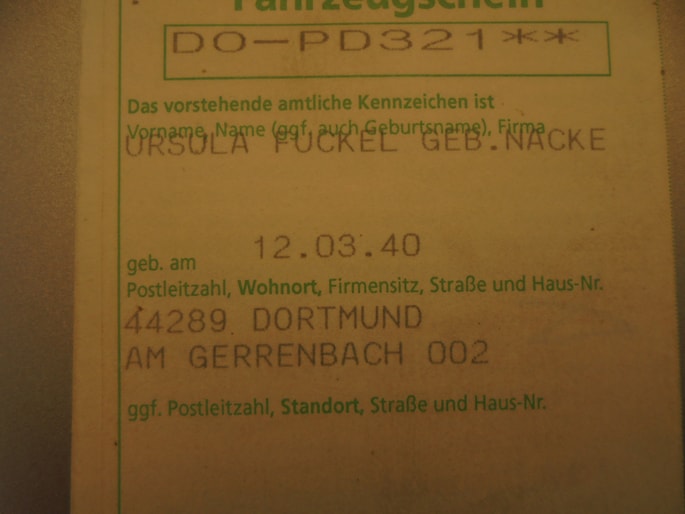 Fahrzeugschein
DO-PD321**
Das vorstehende amtliche Kennzeichen ist
Vorname, Name (ggf. auch Geburtsname), Firma
URSULA FUCKEL GEB.NACKE
12.03.40
geb. am
Postleitzahl, Wohnort, Firmensitz, Straße und Haus-Nr.
44289 DORTMUND
AM GERRENBACH 002
ggf. Postleitzahl, Standort, Straße und Haus-Nr.